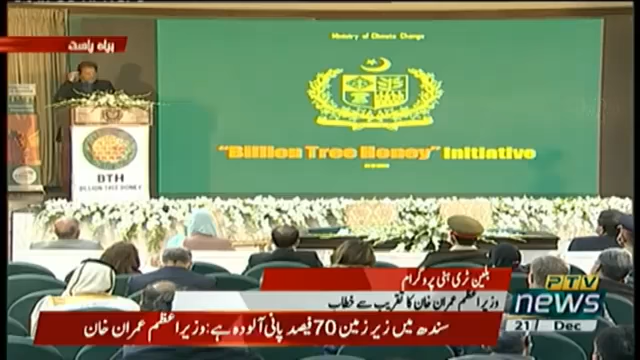 براہ راست
Ministry of Climate Change
"Billion Tree Honey" Initiative
BTH
BILLION TREE HONEY
بلین ٹری ہنی پروگرام
وزیراعظم عمران خان کا تقریب سے خطاب
سندھ میں زیر زمین 70 فیصد پانی آلودہ ہے: وزیراعظم عمران خان
PTV
news
21 Dec